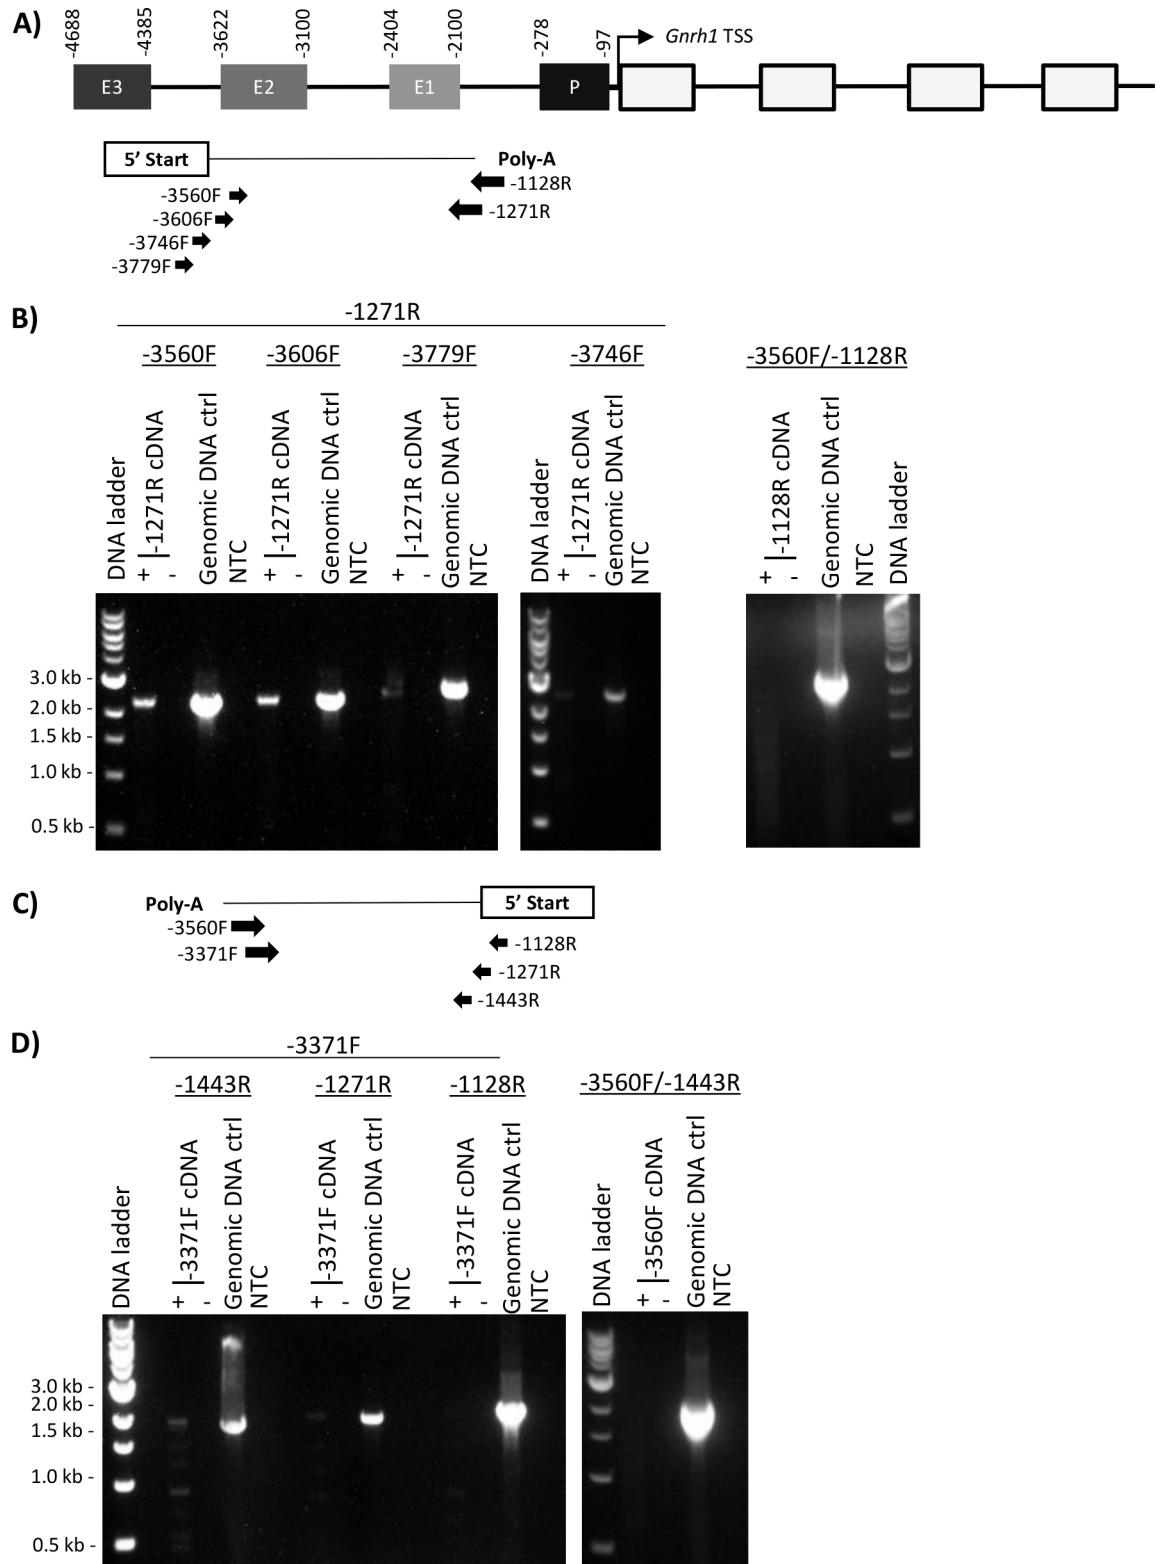 A)
-4688
-4385
-3622
-3100
-2404
-2100
-278
-97
Gnrh1 TSS
E3
E2
E1
P
5' Start
Poly-A
-3560F
-1128R
-3606F
-1271R
-3746F
-3779F
B)
-1271R
-3560F
-3606F
-3779F
-3746F
-3560F/-1128R
DNA ladder
+
-
-1271R cDNA
Genomic DNA ctrl
NTC
+
-
-1271R cDNA
Genomic DNA ctrl
NTC
+
-
-1271R cDNA
Genomic DNA ctrl
NTC
DNA ladder
+
-
-1271R cDNA
Genomic DNA ctrl
NTC
+
-
-1128R cDNA
Genomic DNA ctrl
NTC
DNA ladder
3.0 kb -
2.0 kb -
1.5 kb -
1.0 kb -
0.5 kb -
C)
Poly-A
5' Start
-3560F
-1128R
-3371F
-1271R
-1443R
D)
-3371F
-1443R
-1271R
-1128R
-3560F/-1443R
DNA ladder
+
-
-3371F cDNA
Genomic DNA ctrl
NTC
+
-
-3371F cDNA
Genomic DNA ctrl
NTC
+
-
-3371F cDNA
Genomic DNA ctrl
NTC
DNA ladder
+
-
-3560F cDNA
Genomic DNA ctrl
NTC
3.0 kb -
2.0 kb -
1.5 kb -
1.0 kb -
0.5 kb -